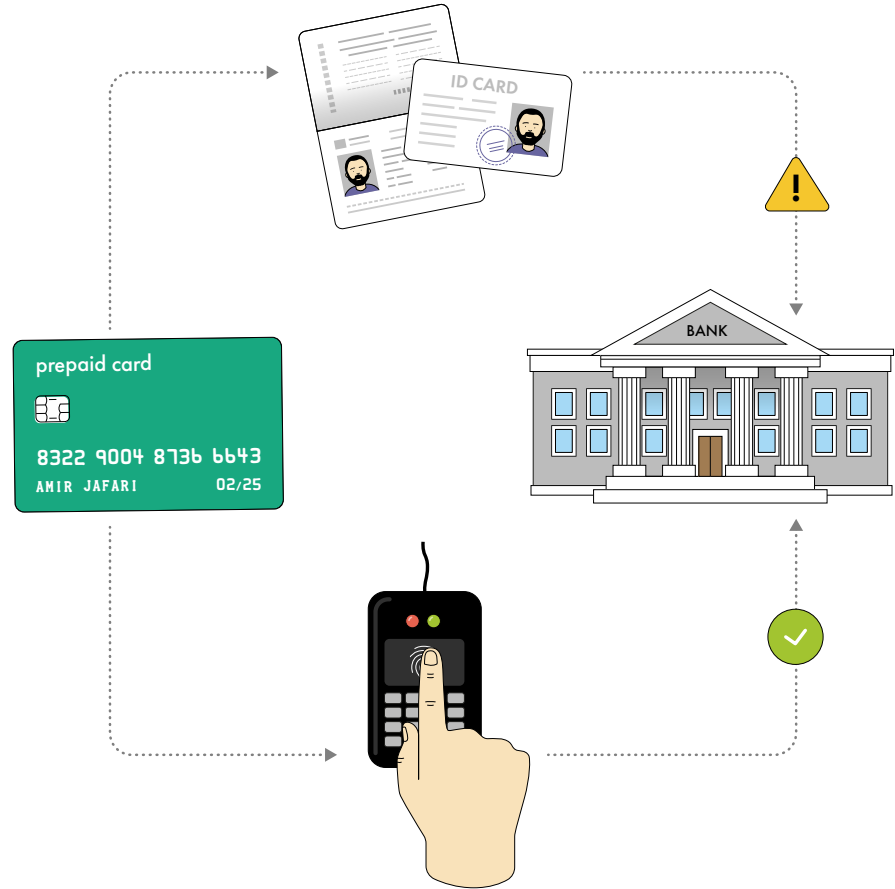 ID CARD
BANK
prepaid card
8322 9004 8736 6643
AMIR JAFARI 02/25